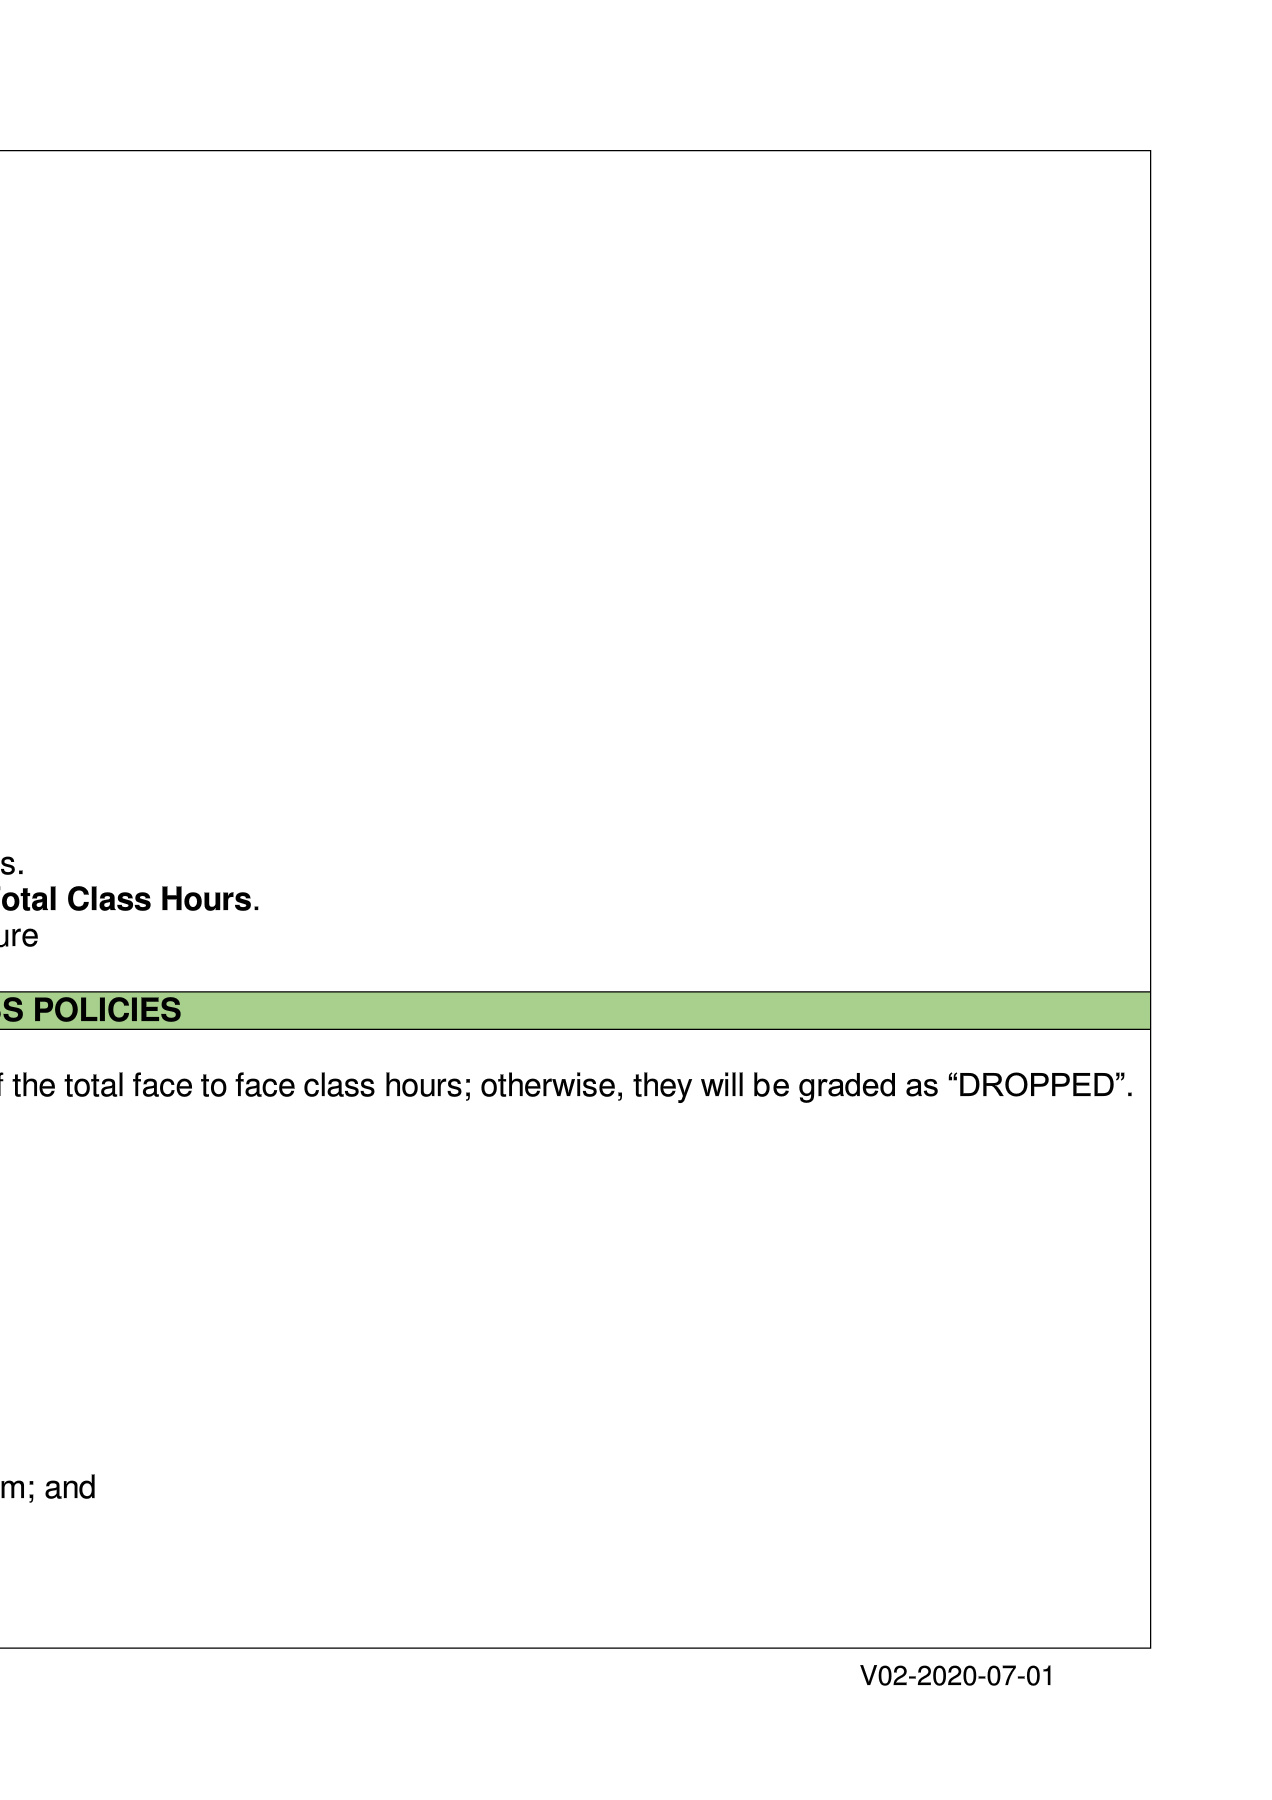 s.
otal Class Hours.
ure
SS POLICIES
f the total face to face class hours; otherwise, they will be graded as “DROPPED”.
m; and
V02-2020-07-01